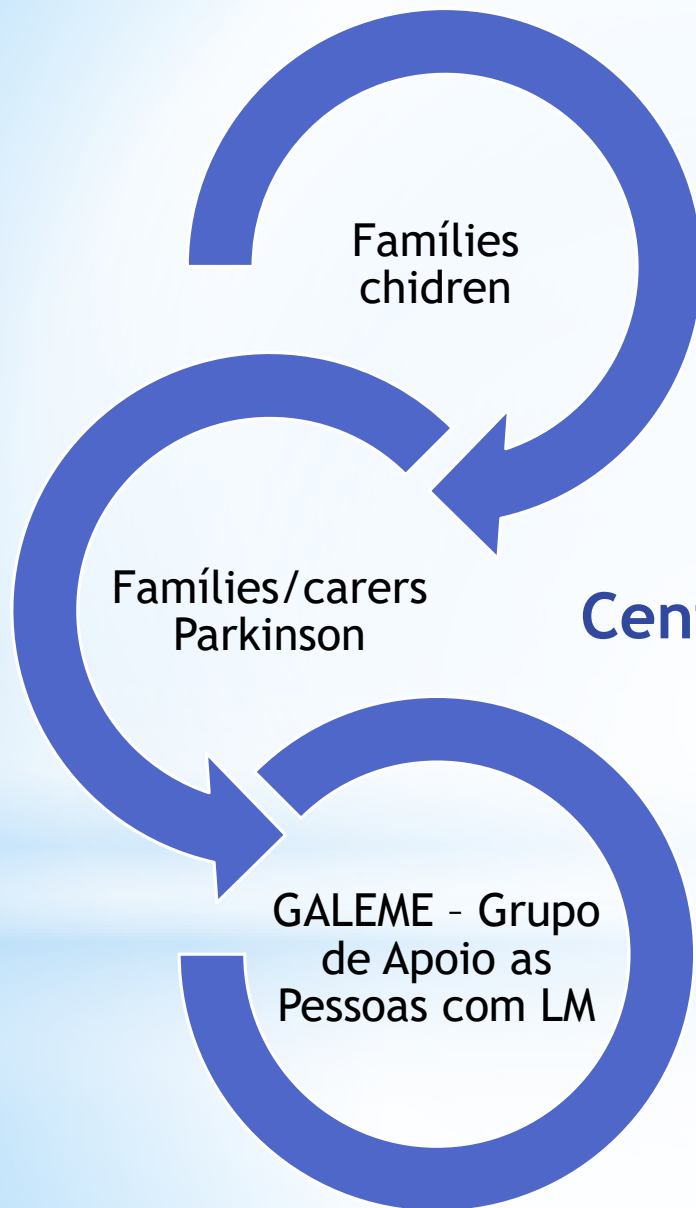 Famílies
chidren
Famílies/carers
Parkinson
GALEME – Grupo
de Apoio as
Pessoas com LM